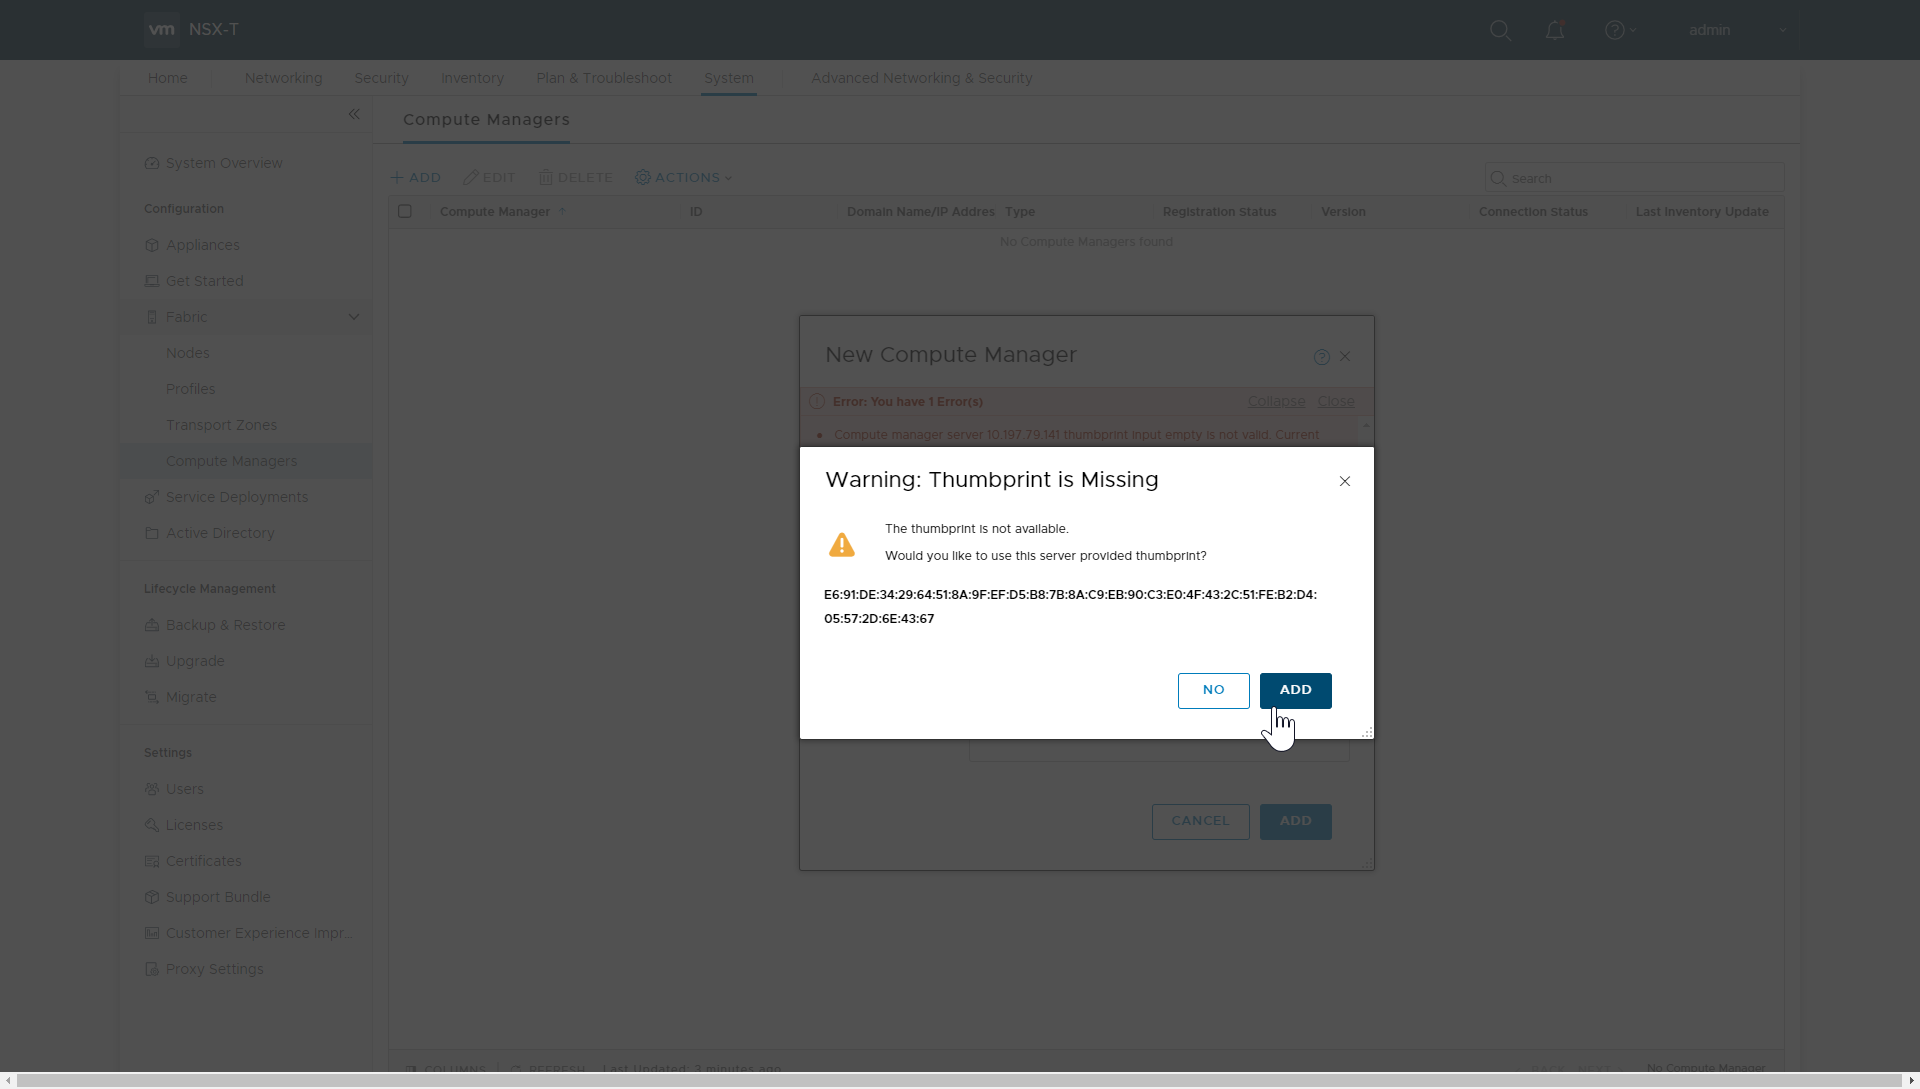 vm NSX-T
admin
Home Networking Security Inventory Plan & Troubleshoot System Advanced Networking & Security
Compute Managers
System Overview
Configuration
Appliances
Get Started
Fabric
Nodes
Profiles
Transport Zones
Compute Managers
Service Deployments
Active Directory
Lifecycle Management
Backup & Restore
Upgrade
Migrate
Settings
Users
Licenses
Certificates
Support Bundle
Customer Experience Impr...
Proxy Settings
ADD EDIT DELETE ACTIONS
Search
Compute Manager ID Domain Name/IP Addres Type Registration Status Version Connection Status Last Inventory Update
No Compute Managers found
New Compute Manager
Error: You have 1 Error(s) Collapse Close
Compute manager server 10.197.79.141 thumbprint input empty is not valid. Current
Warning: Thumbprint is Missing
The thumbprint is not available.
Would you like to use this server provided thumbprint?
E6:91:DE:34:29:64:51:8A:9F:EF:D5:B8:7B:8A:C9:EB:90:C3:E0:4F:43:2C:51:FE:B2:D4:
05:57:2D:6E:43:67
NO ADD
CANCEL ADD
COLUMNS REFRESH Last Updated: 3 minutes ago BACK NEXT No Compute Manager